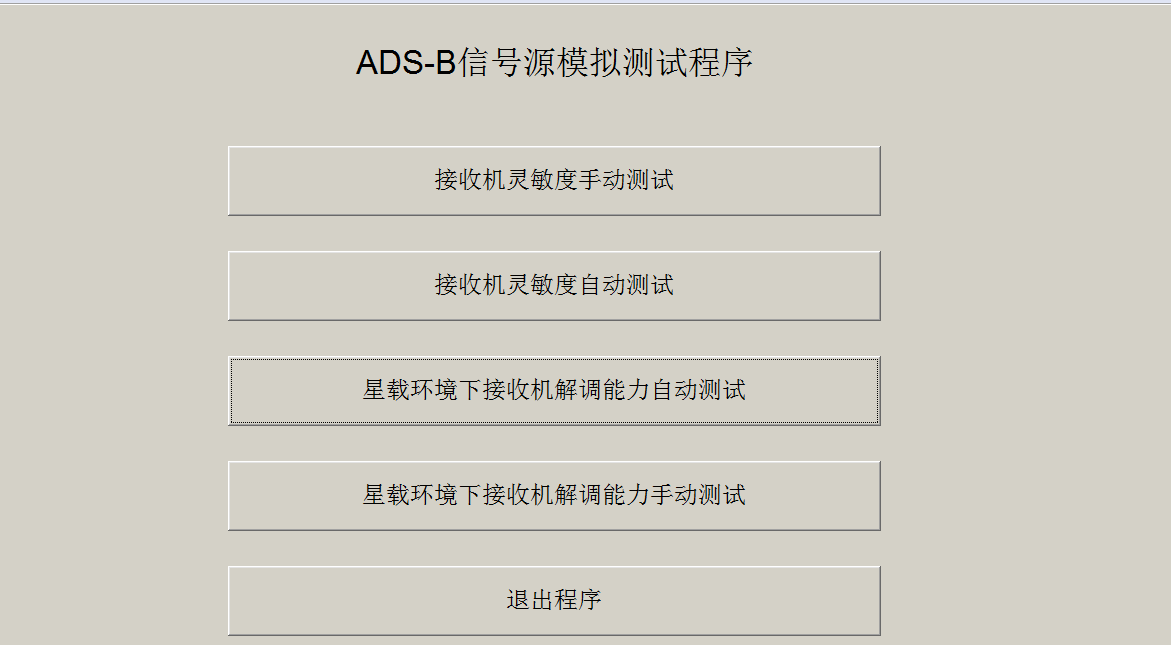 ADS-B信号源模拟测试程序
接收机灵敏度手动测试
接收机灵敏度自动测试
星载环境下接收机解调能力自动测试
星载环境下接收机解调能力手动测试
退出程序